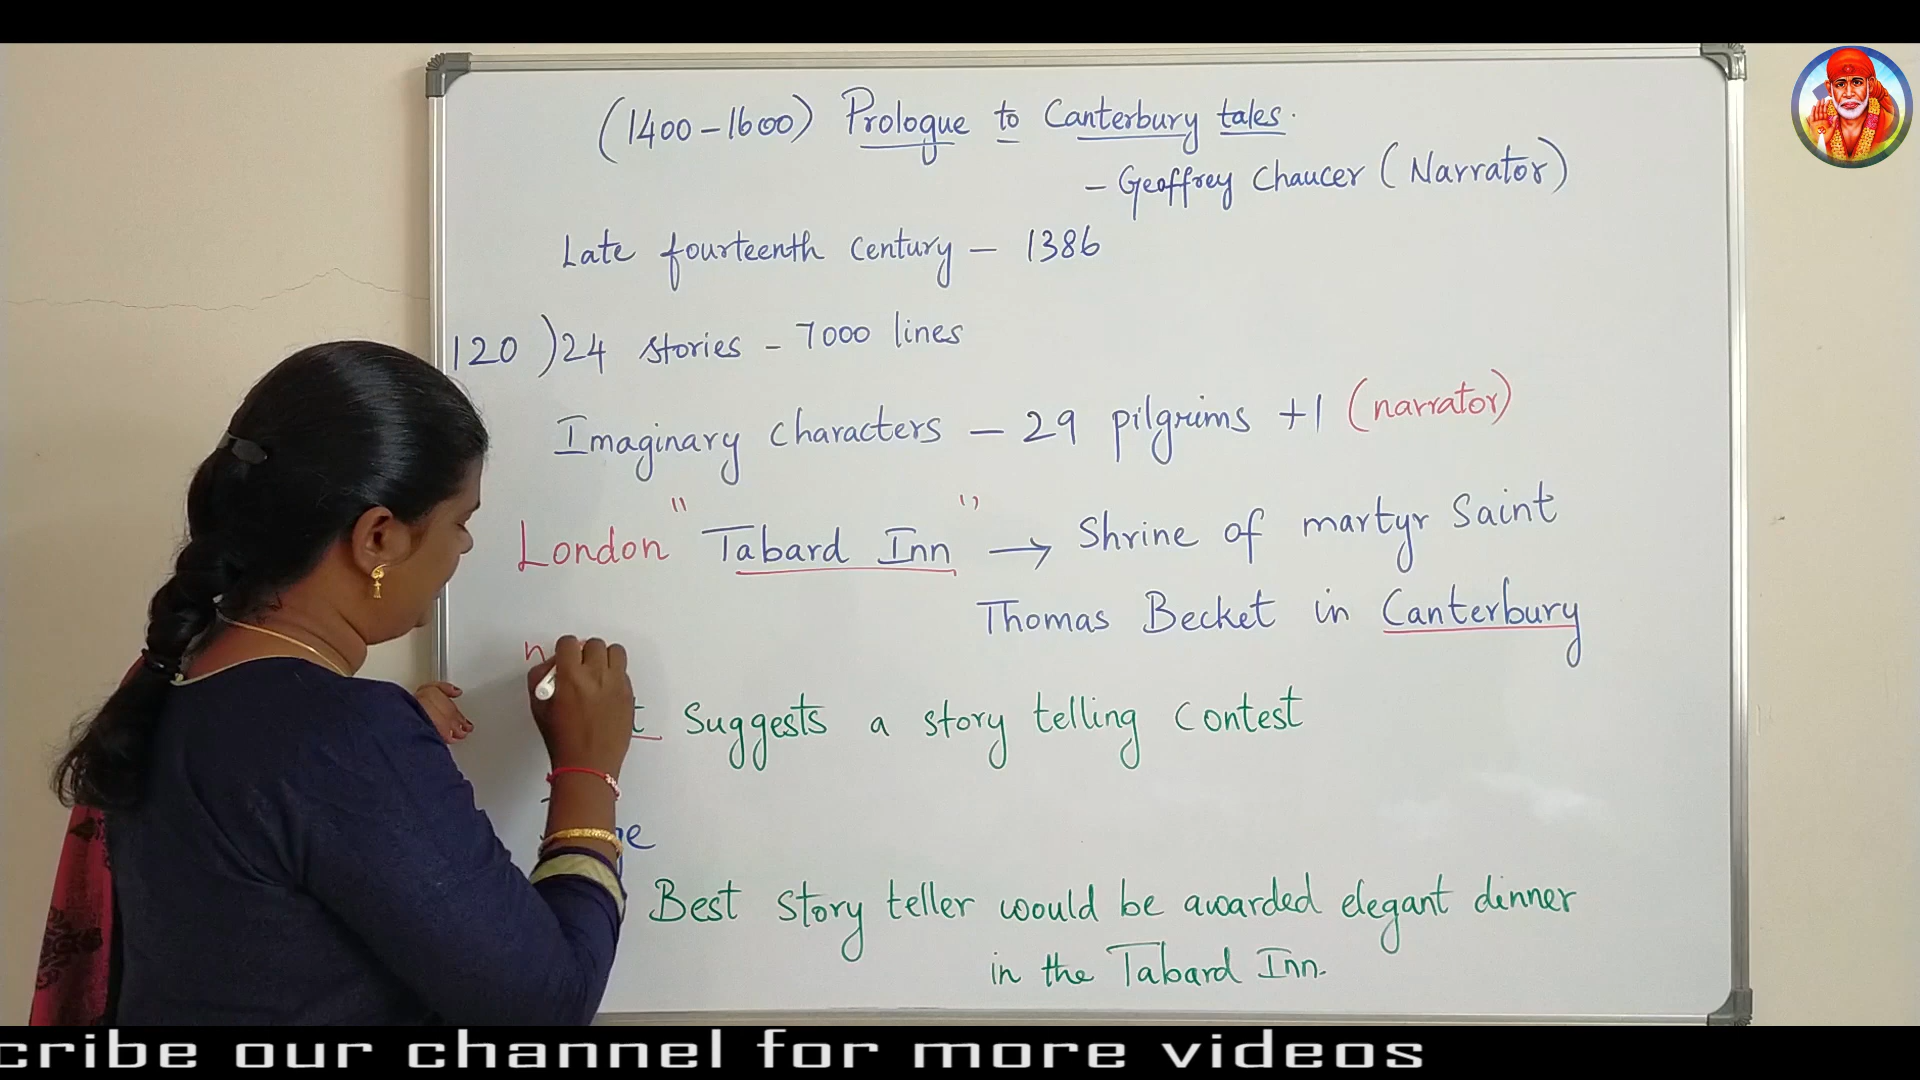 (1400-1600) Prologue to Canterbury tales.
- Geoffrey Chaucer (Narrator)
Late fourteenth century - 1386
120 ) 24 stories - 7000 lines
Imaginary characters - 29 pilgrims +1 (narrator)
London "Tabard Inn" → Shrine of martyr Saint
Thomas Becket in Canterbury
suggests a story telling contest
Best story teller woould be awarded elegant dinner
in the Tabard Inn.
cribe our channel for more videos